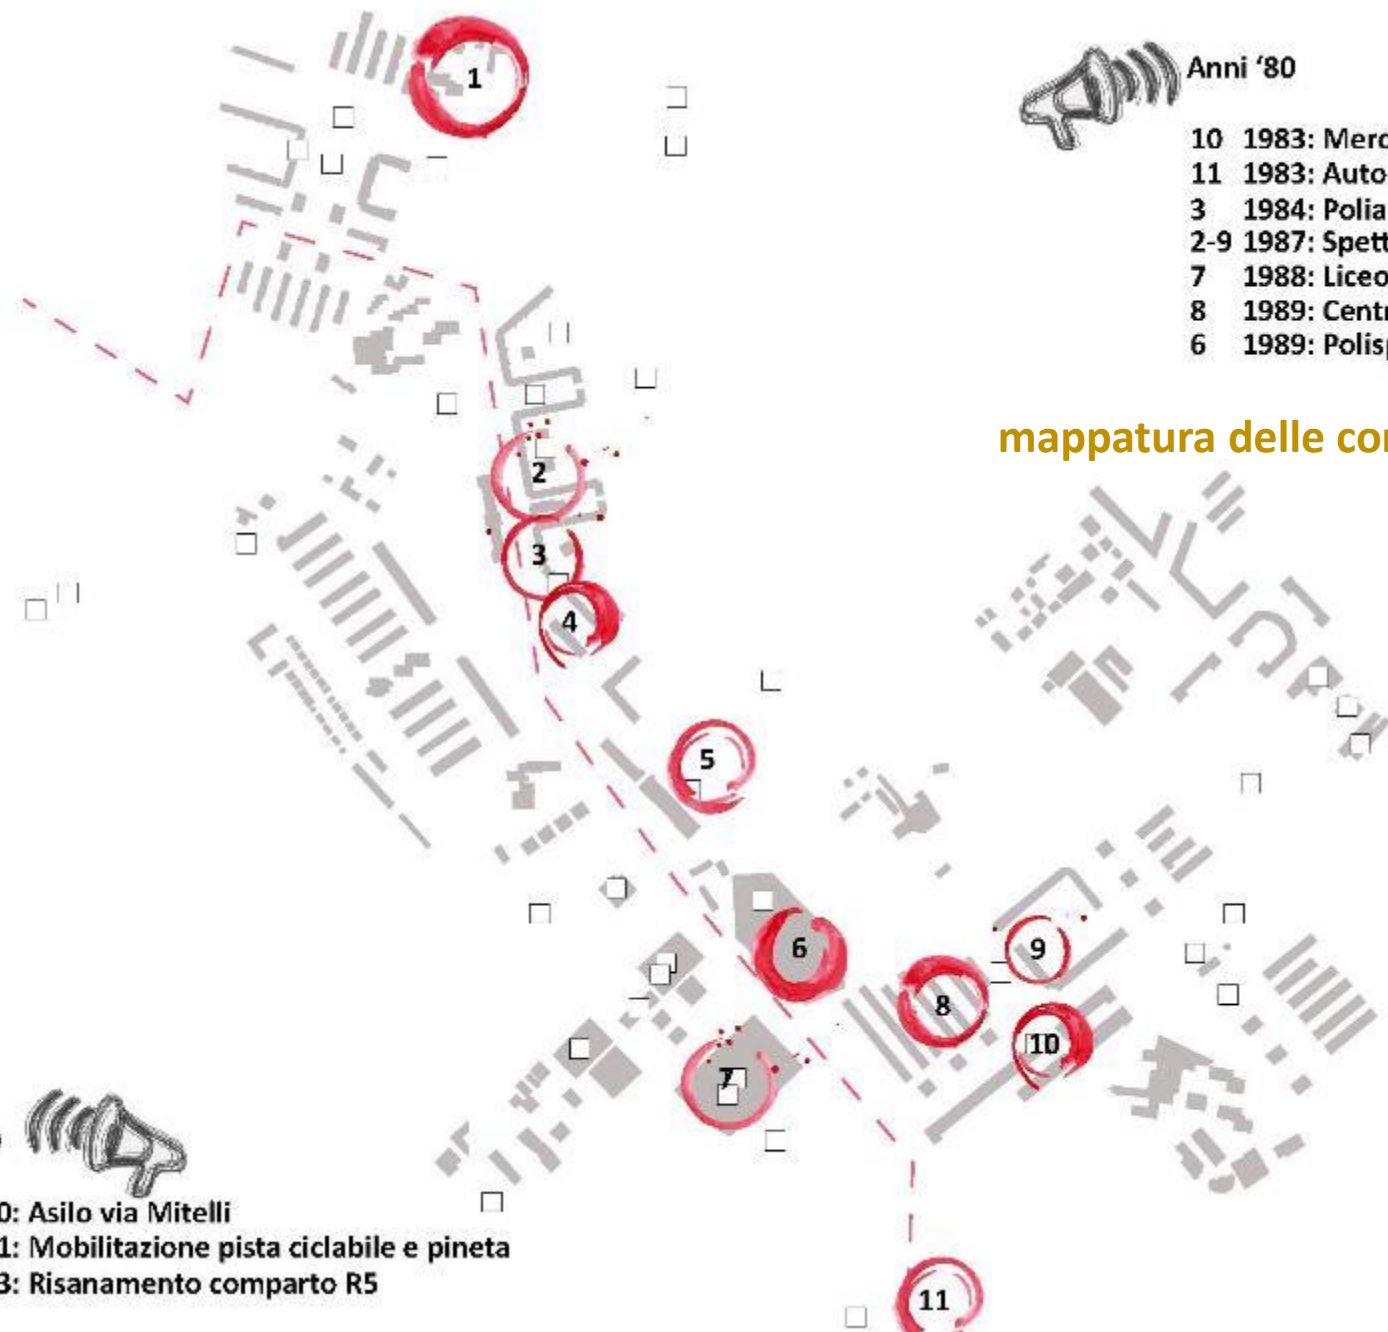 1
Anni ‘80
10 1983: Merc
11 1983: Auto
3 1984: Polia
2-9 1987: Spett
7 1988: Liceo
8 1989: Centr
6 1989: Polisp
mappatura delle con
2
3
4
5
6
9
8
10
7
0: Asilo via Mitelli
1: Mobilitazione pista ciclabile e pineta
3: Risanamento comparto R5
11